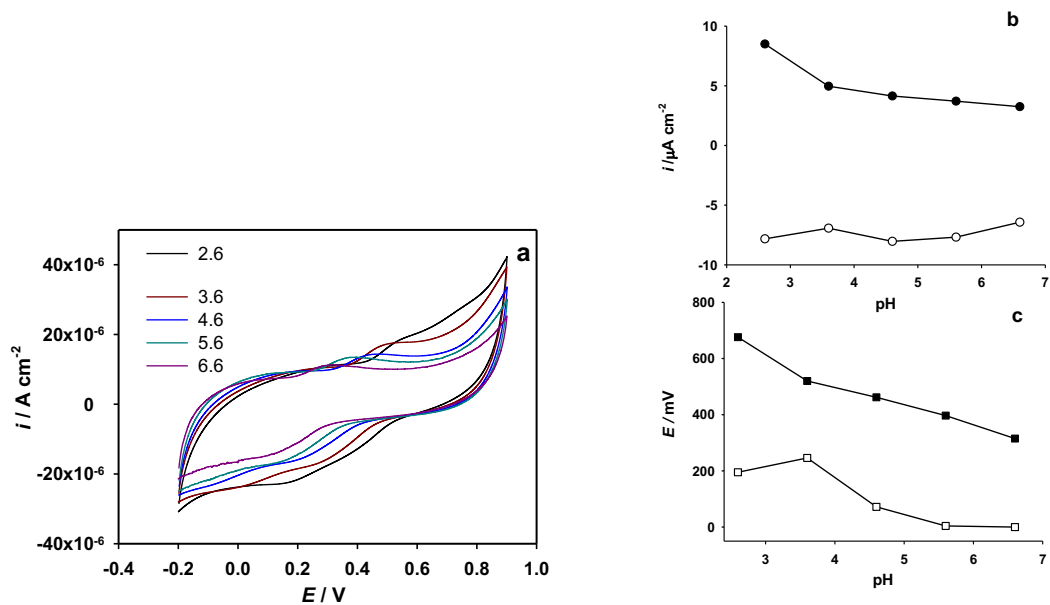 a
40x10-6
20x10-6
0
-20x10-6
-40x10-6
i / A cm-2
2.6
3.6
4.6
5.6
6.6
-0.4 -0.2 0.0 0.2 0.4 0.6 0.8 1.0
E / V
b
10
5
0
-5
-10
i /µA cm-2
2 3 4 5 6 7
pH
c
800
600
400
200
0
E / mV
3 4 5 6 7
pH